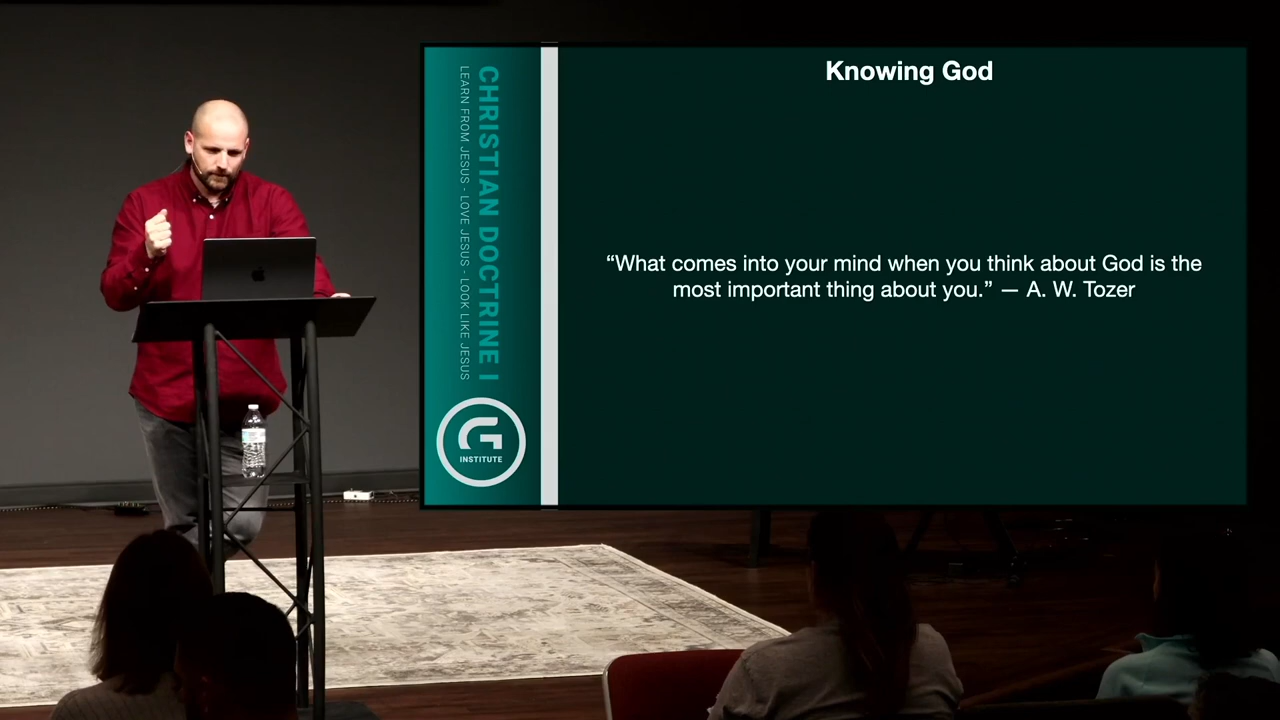 Knowing God
“What comes into your mind when you think about God is the
most important thing about you.” — A. W. Tozer
CHRISTIAN DOCTRINE I
LEARN FROM JESUS - LOVE JESUS - LOOK LIKE JESUS
G
INSTITUTE